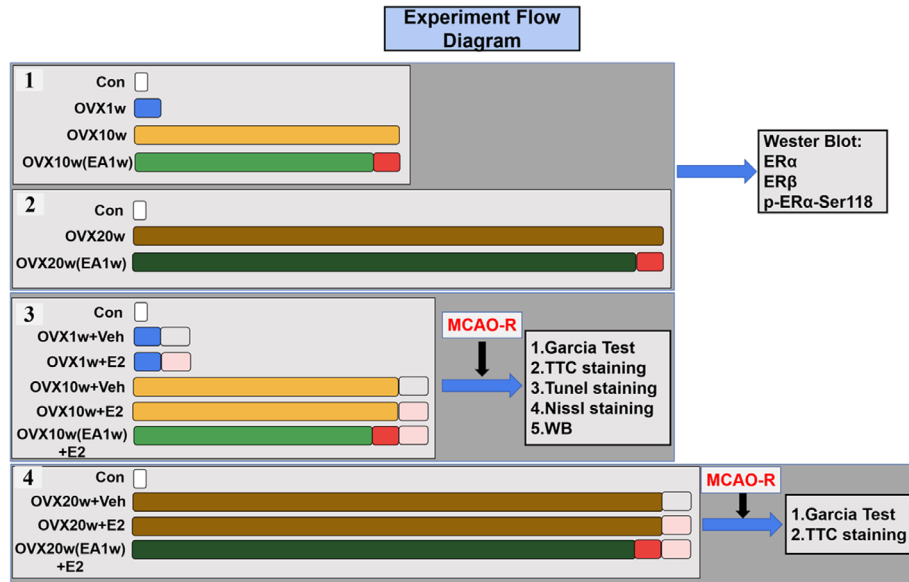 Experiment Flow
Diagram
1
Con
OVX1w
OVX10w
OVX10w(EA1w)
2
Con
OVX20w
OVX20w(EA1w)
Wester Blot:
ERα
ERβ
p-ERα-Ser118
3
Con
OVX1w+Veh
OVX1w+E2
OVX10w+Veh
OVX10w+E2
OVX10w(EA1w)
+E2
MCAO-R
1.Garcia Test
2.TTC staining
3.Tunel staining
4.Nissl staining
5.WB
4
Con
OVX20w+Veh
OVX20w+E2
OVX20w(EA1w)
+E2
MCAO-R
1.Garcia Test
2.TTC staining